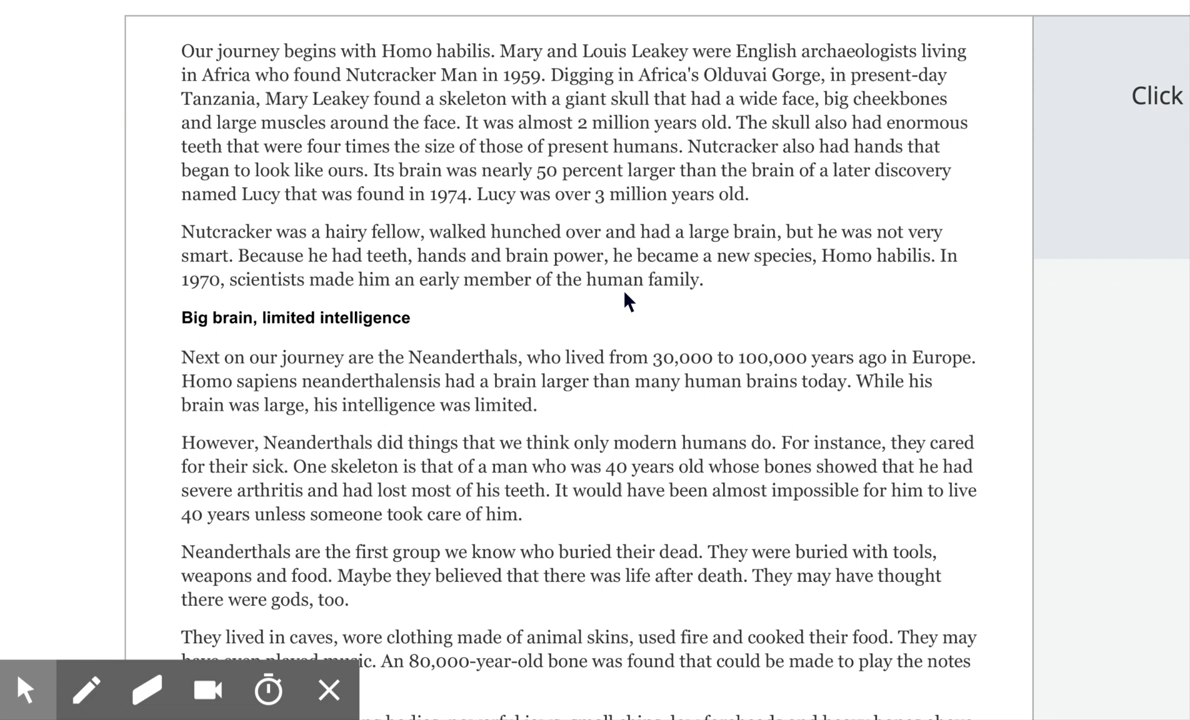 Our journey begins with Homo habilis. Mary and Louis Leakey were English archaeologists living
in Africa who found Nutcracker Man in 1959. Digging in Africa's Olduvai Gorge, in present-day
Tanzania, Mary Leakey found a skeleton with a giant skull that had a wide face, big cheekbones
and large muscles around the face. It was almost 2 million years old. The skull also had enormous
teeth that were four times the size of those of present humans. Nutcracker also had hands that
began to look like ours. Its brain was nearly 50 percent larger than the brain of a later discovery
named Lucy that was found in 1974. Lucy was over 3 million years old.
Nutcracker was a hairy fellow, walked hunched over and had a large brain, but he was not very
smart. Because he had teeth, hands and brain power, he became a new species, Homo habilis. In
1970, scientists made him an early member of the human family.
Big brain, limited intelligence
Next on our journey are the Neanderthals, who lived from 30,000 to 100,000 years ago in Europe.
Homo sapiens neanderthalensis had a brain larger than many human brains today. While his
brain was large, his intelligence was limited.
However, Neanderthals did things that we think only modern humans do. For instance, they cared
for their sick. One skeleton is that of a man who was 40 years old whose bones showed that he had
severe arthritis and had lost most of his teeth. It would have been almost impossible for him to live
40 years unless someone took care of him.
Neanderthals are the first group we know who buried their dead. They were buried with tools,
weapons and food. Maybe they believed that there was life after death. They may have thought
there were gods, too.
They lived in caves, wore clothing made of animal skins, used fire and cooked their food. They may
have even played music. An 80,000-year-old bone was found that could be made to play the notes
Click